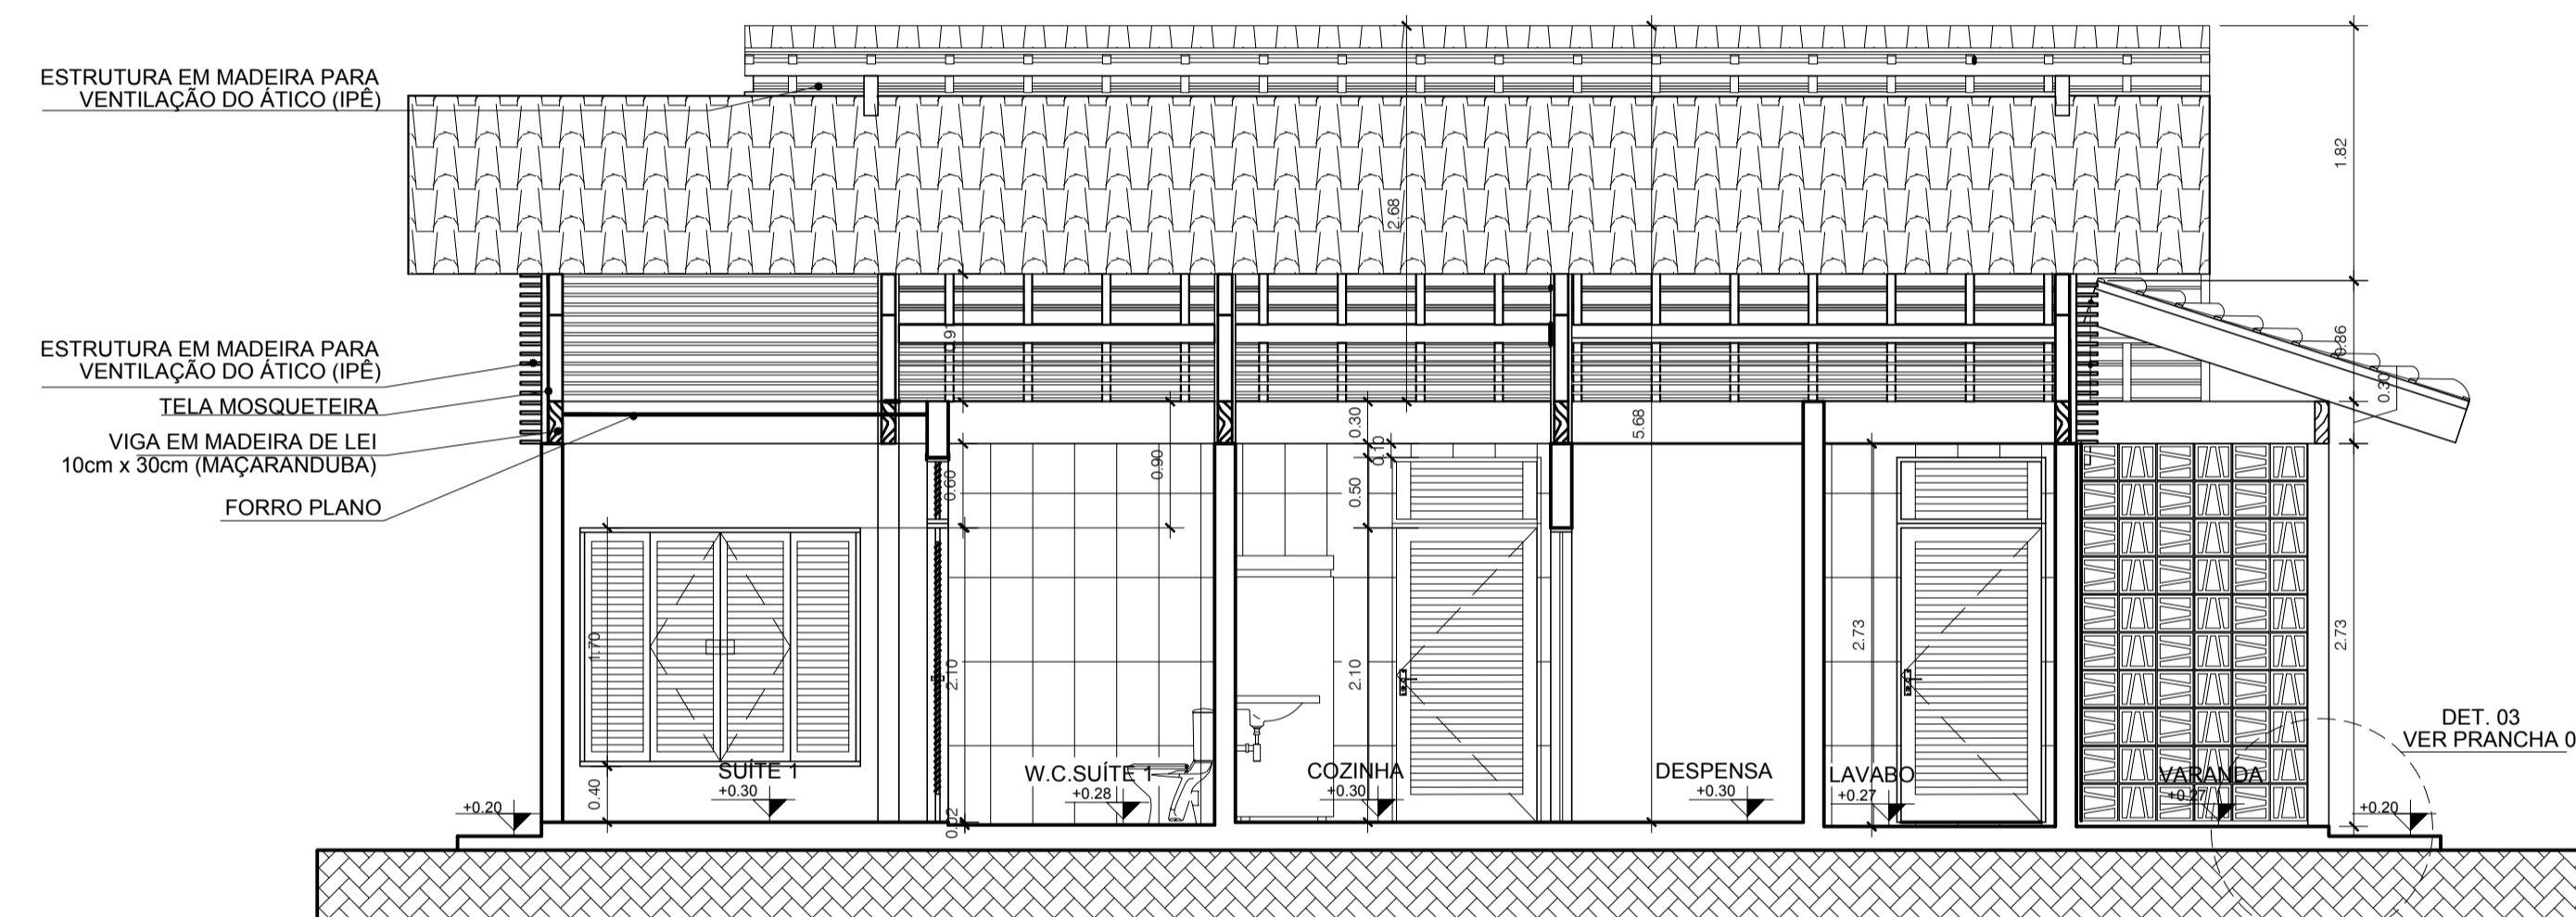 ESTRUTURA EM MADEIRA PARA
VENTILAÇÃO DO ÁTICO (IPÊ)
1.82
2.68
ESTRUTURA EM MADEIRA PARA
VENTILAÇÃO DO ÁTICO (IPÊ)
TELA MOSQUETEIRA
VIGA EM MADEIRA DE LEI
10cm x 30cm (MAÇARANDUBA)
FORRO PLANO
0.91
0.86
0.30
0.30
0.10
5.68
0.60
0.90
0.50
1.70
2.10
2.10
2.73
2.73
0.40
0.02
SUÍTE 1
+0.30
W.C.SUÍTE 1
+0.28
COZINHA
+0.30
DESPENSA
+0.30
LAVABO
+0.27
VARANDA
+0.27
+0.20
+0.20
DET. 03
VER PRANCHA 0